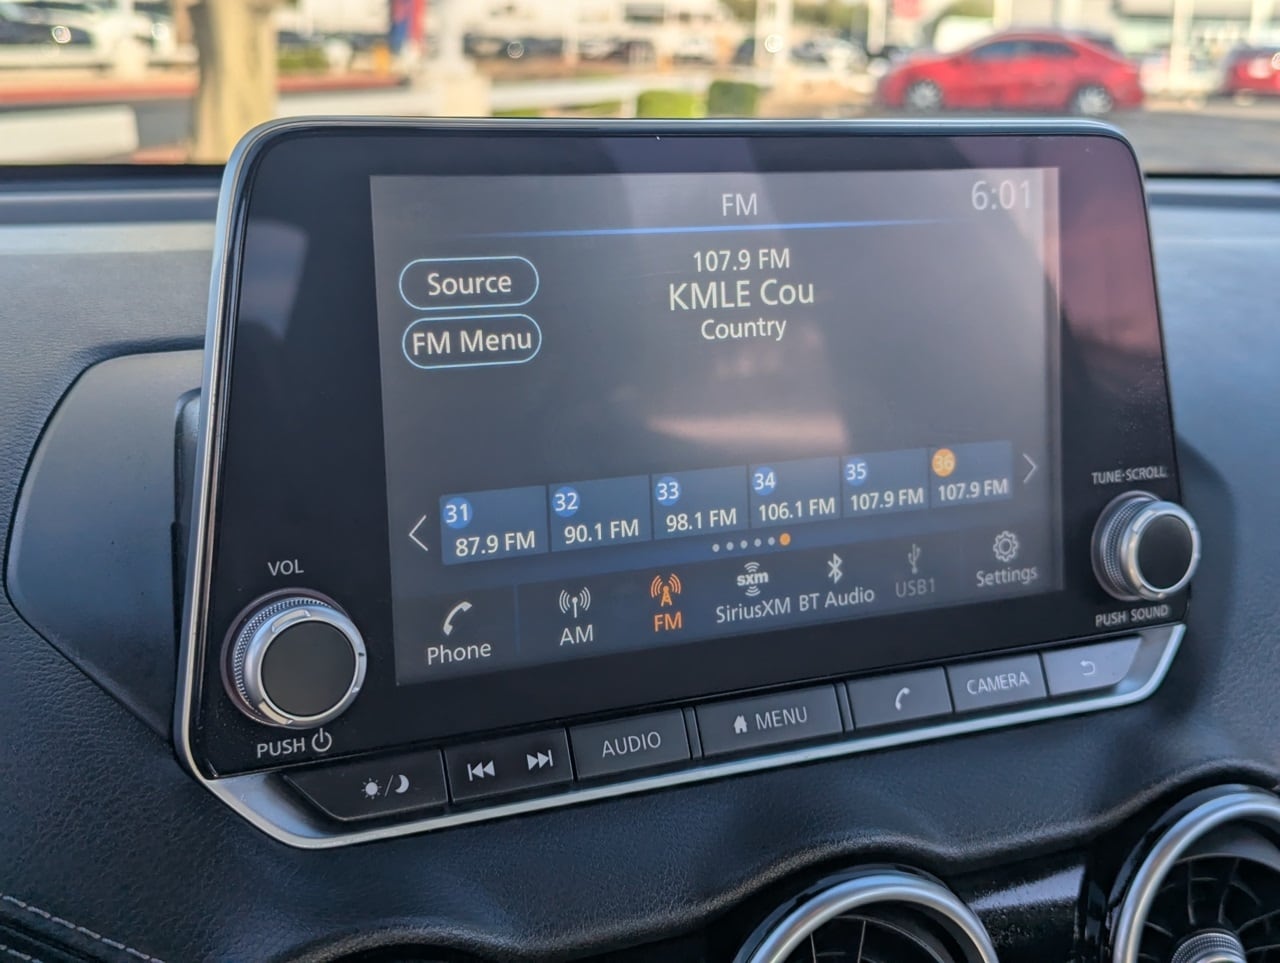 FM
6:01
Source
FM Menu
107.9 FM
KMLE Cou
Country
31
87.9 FM
32
90.1 FM
33
98.1 FM
34
106.1 FM
35
107.9 FM
36
107.9 FM
Phone
AM
FM
sxm
SiriusXM
BT Audio
USB1
Settings
VOL
PUSH
TUNE·SCROLL
PUSH SOUND
AUDIO
MENU
CAMERA